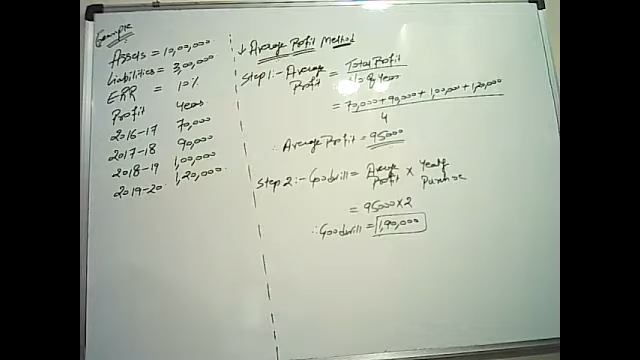 Example
Assets = 10,00,000
Liabilities = 3,00,000
ERR = 10%
Profit Years
2016-17 70,000
2017-18 90,000
2018-19 1,00,000
2019-20 1,20,000
↓ Average Profit Method
Step 1:- Average Profit = Total Profit / No of Years
= 70,000 + 90,000 + 1,00,000 + 1,20,000 / 4
∴ Average Profit = 95000
Step 2:- Goodwill = Average Profit × Years Purchase
= 95000 × 2
∴ Goodwill = 1,90,000